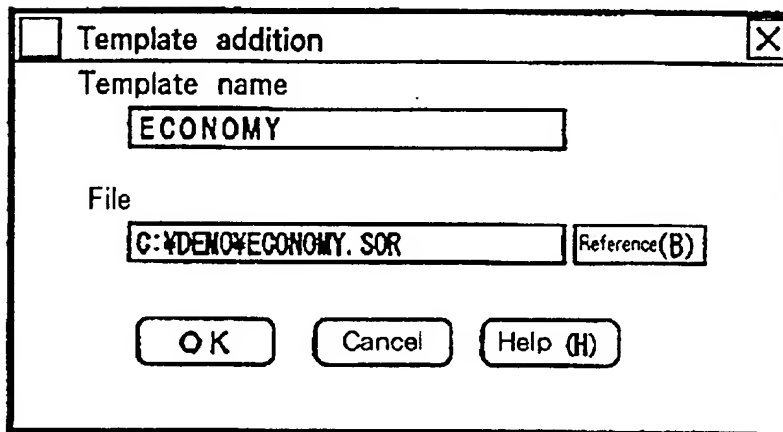 Template addition
Template name
ECONOMY
File
C:¥DEMO¥ECONOMY.SOR Reference(B)
OK Cancel Help (H)